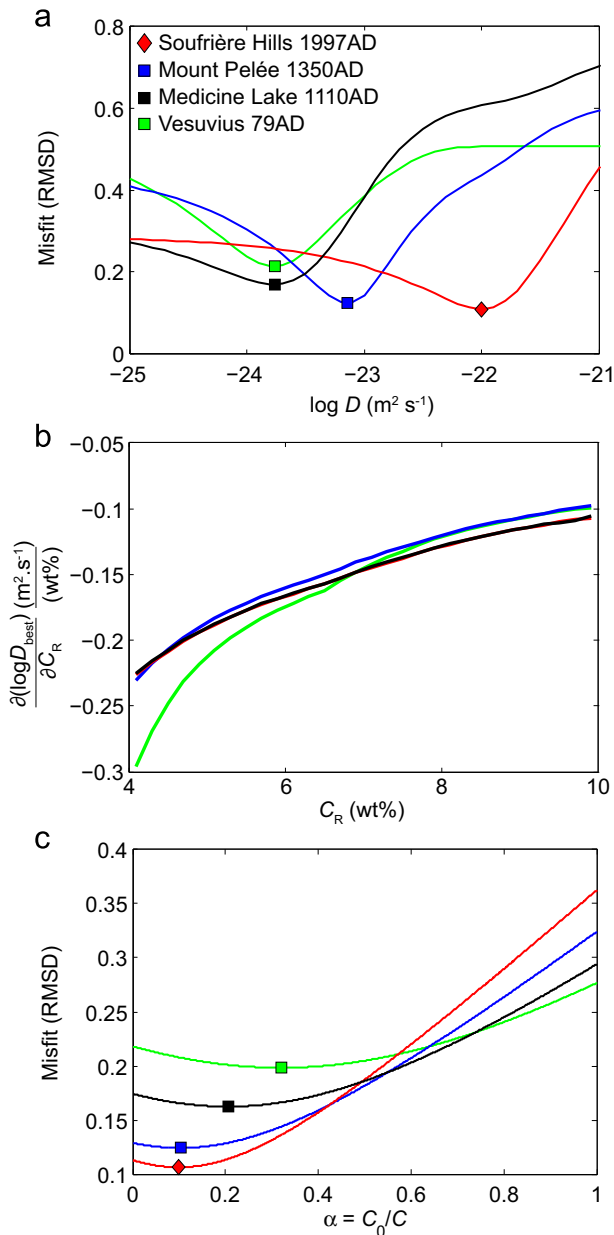 a
Soufrière Hills 1997AD
Mount Pelée 1350AD
Medicine Lake 1110AD
Vesuvius 79AD
0.8
0.6
0.4
0.2
0
Misfit (RMSD)
−25 −24 −23 −22 −21
log D (m² s⁻¹)
b
−0.05
−0.1
−0.15
−0.2
−0.25
−0.3
∂(logD_best) (m².s⁻¹)
∂C_R (wt%)
4 6 8 10
C_R (wt%)
c
0.4
0.35
0.3
0.25
0.2
0.15
0.1
Misfit (RMSD)
0 0.2 0.4 0.6 0.8 1
α = C₀/C